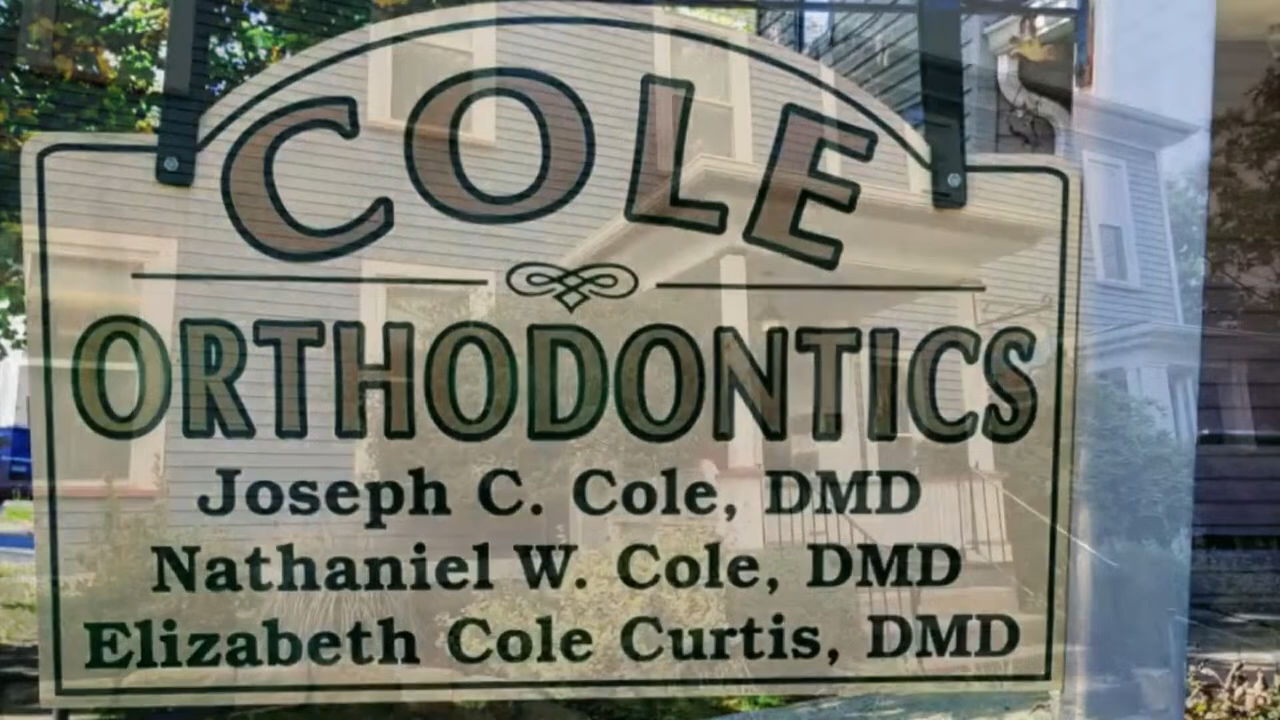 COLE
ORTHODONTICS
Joseph C. Cole, DMD
Nathaniel W. Cole, DMD
Elizabeth Cole Curtis, DMD